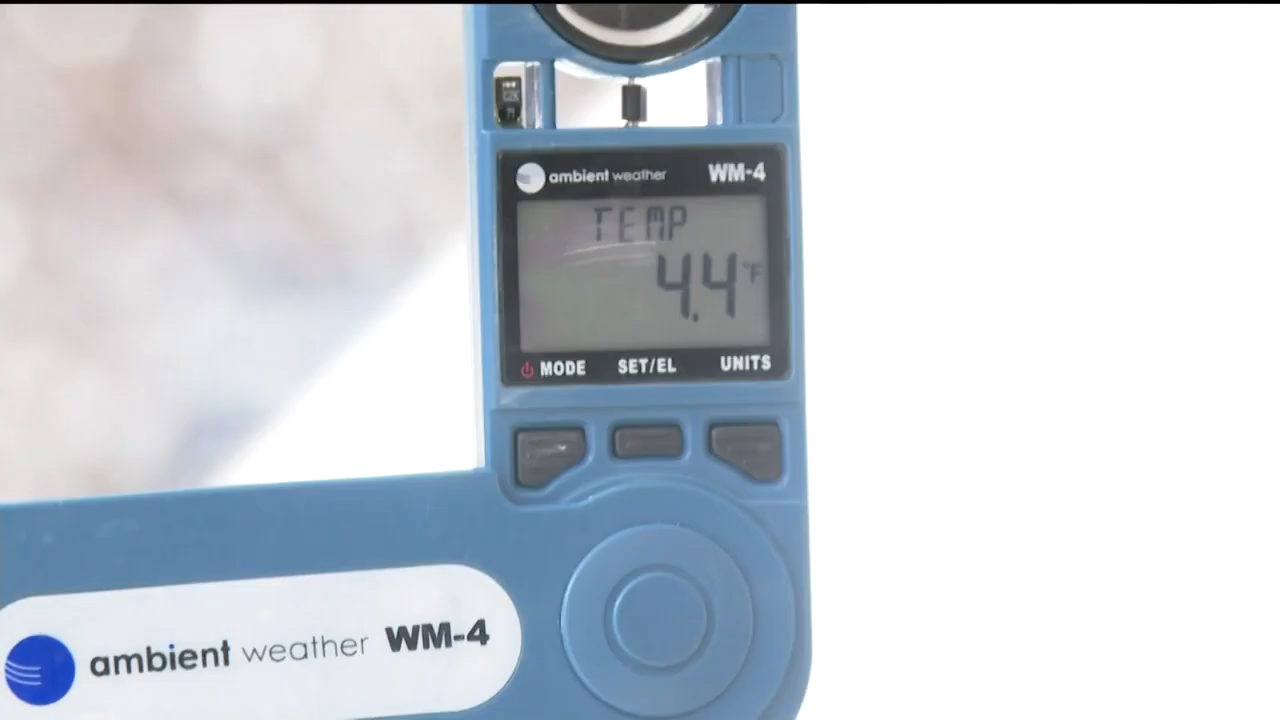 ambient weather WM-4
TEMP
4.4 °F
MODE SET/EL UNITS
ambient weather WM-4